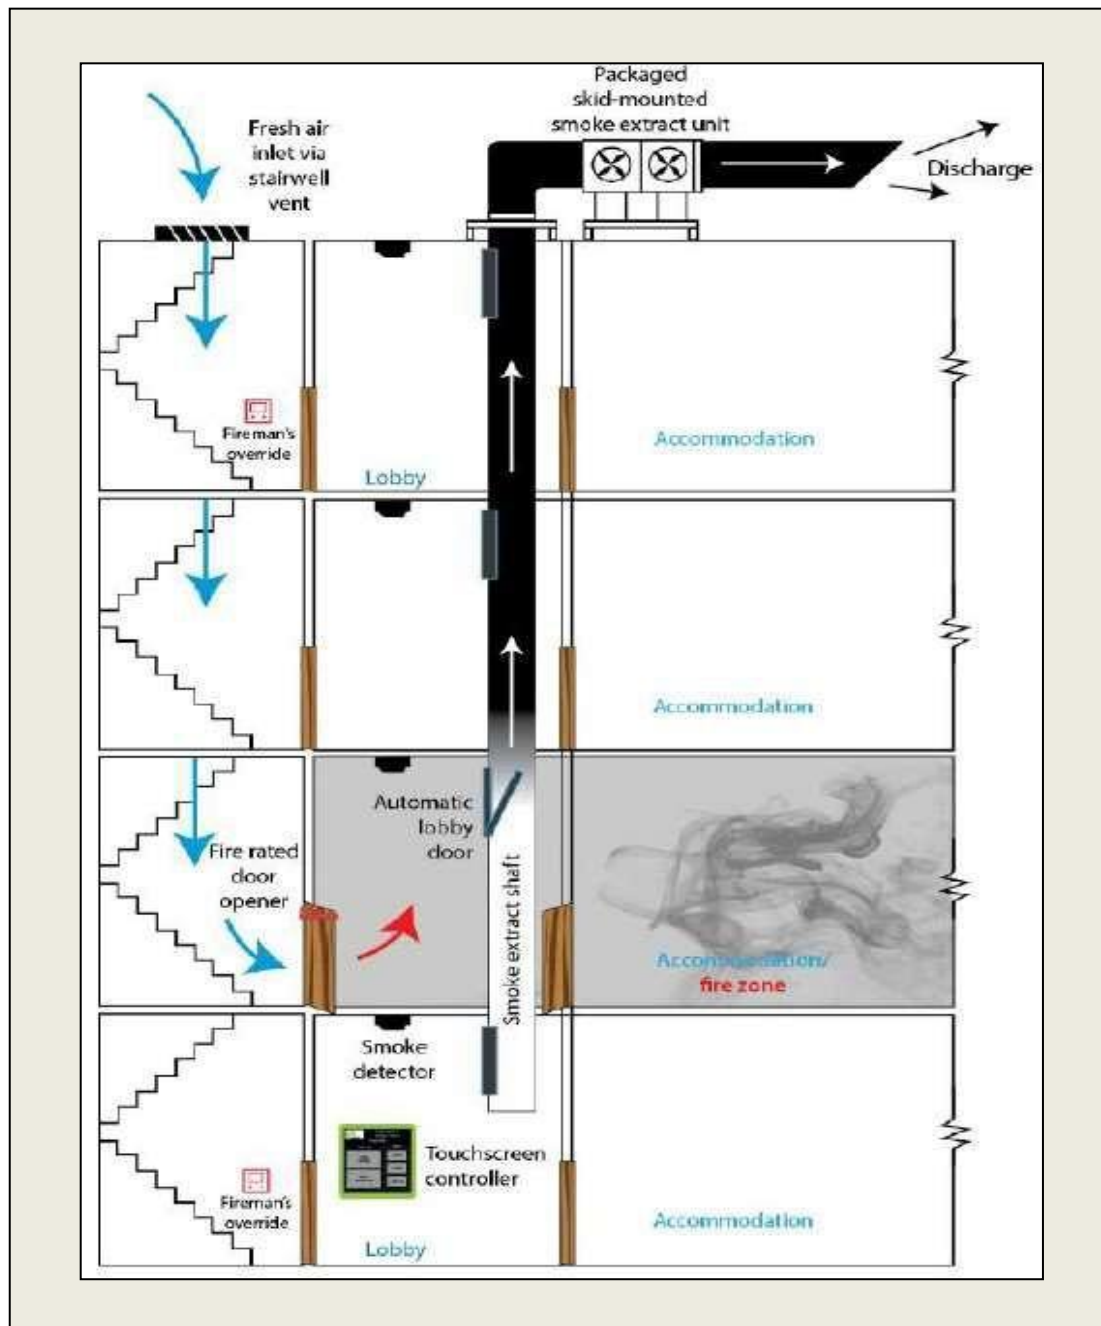 Packaged
skid-mounted
smoke extract unit
Fresh air
inlet via
stairwell
vent
Discharge
Fireman's
override
Lobby
Accommodation
Accommodation
Automatic
lobby
door
Fire rated
door
opener
Smoke extract shaft
Accommodation/
fire zone
Smoke
detector
Touchscreen
controller
Fireman's
override
Lobby
Accommodation